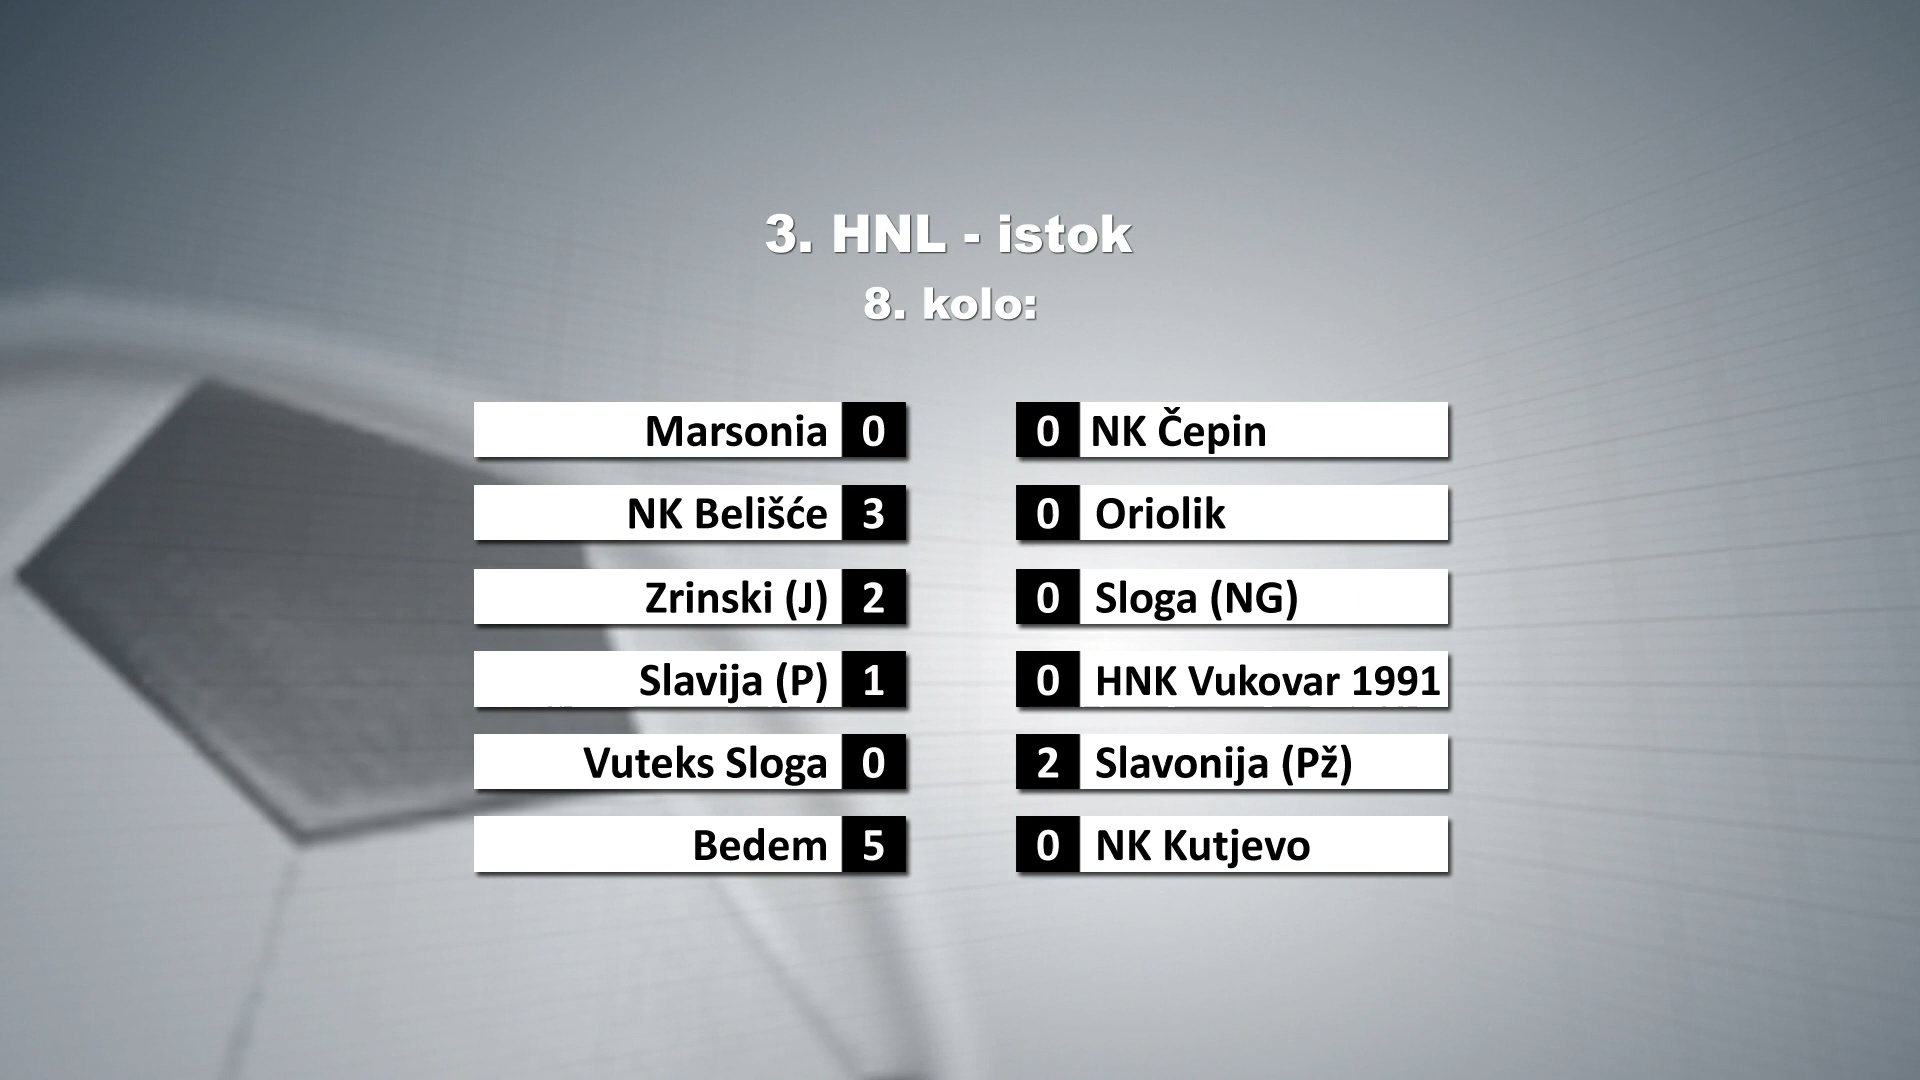 3. HNL - istok
8. kolo:
Marsonia 0 0 NK Čepin
NK Belišće 3 0 Oriolik
Zrinski (J) 2 0 Sloga (NG)
Slavija (P) 1 0 HNK Vukovar 1991
Vuteks Sloga 0 2 Slavonija (Pž)
Bedem 5 0 NK Kutjevo